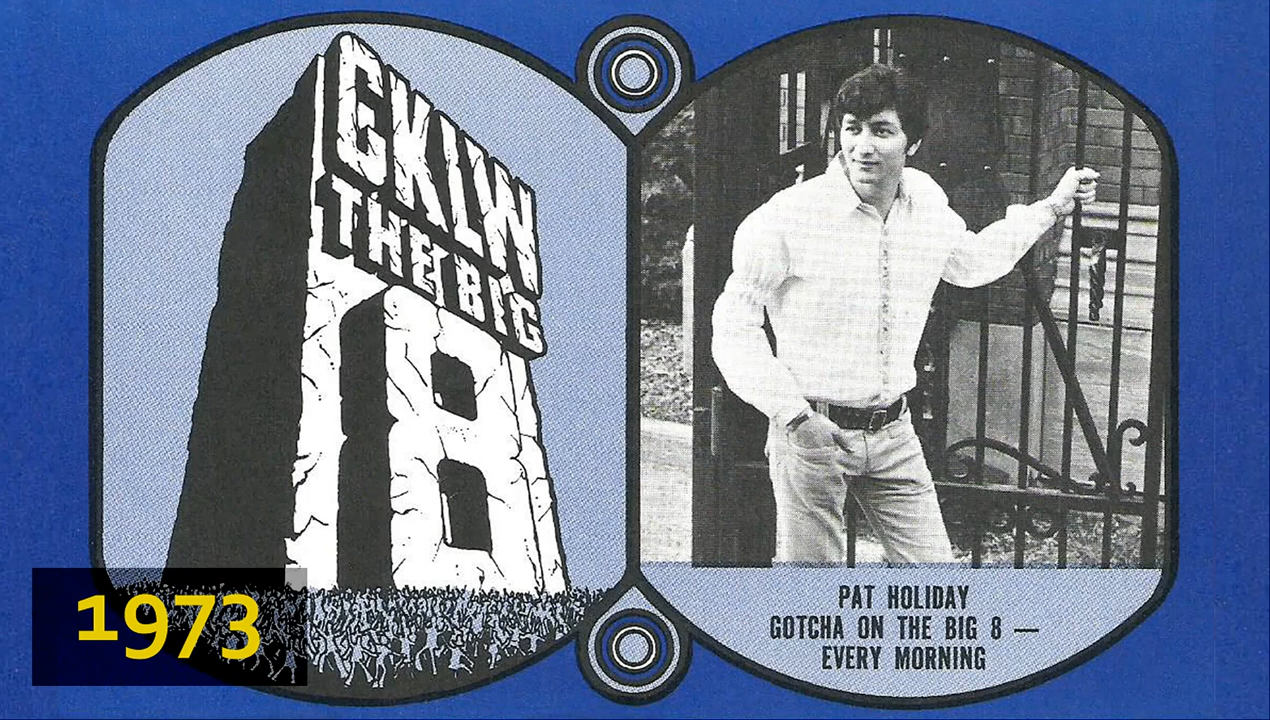 CKLW
THE BIG
8
1973
PAT HOLIDAY
GOTCHA ON THE BIG 8 —
EVERY MORNING